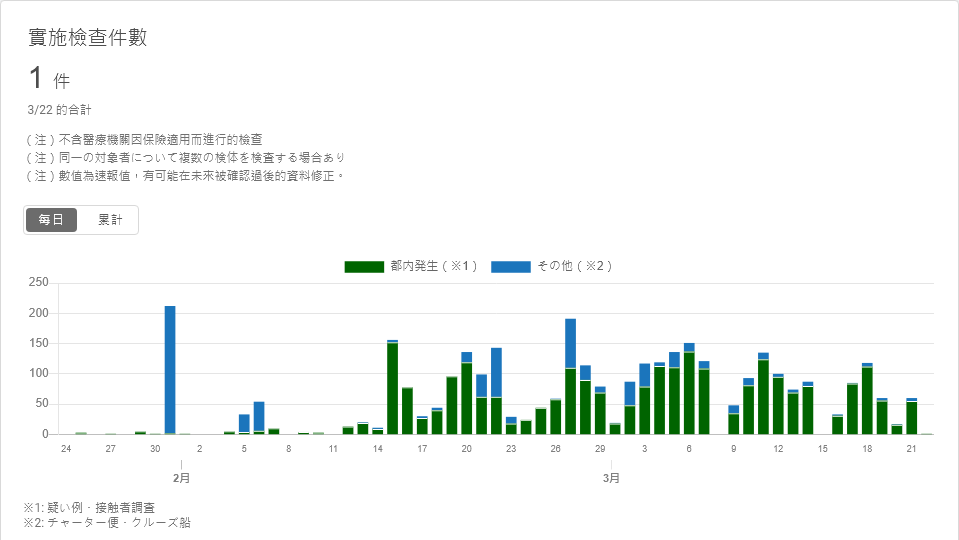 實施檢查件數
1 件
3/22 的合計
（注）不含醫療機關因保險適用而進行的檢查
（注）同一の対象者について複数の検体を検査する場合あり
（注）數值為速報值，有可能在未來被確認過後的資料修正。
每日 累計
都内発生（※1） その他（※2）
250
200
150
100
50
0
24 27 30 2 5 8 11 14 17 20 23 26 29 3 6 9 12 15 18 21
2月 3月
※1: 疑い例・接触者調査
※2: チャーター便・クルーズ船